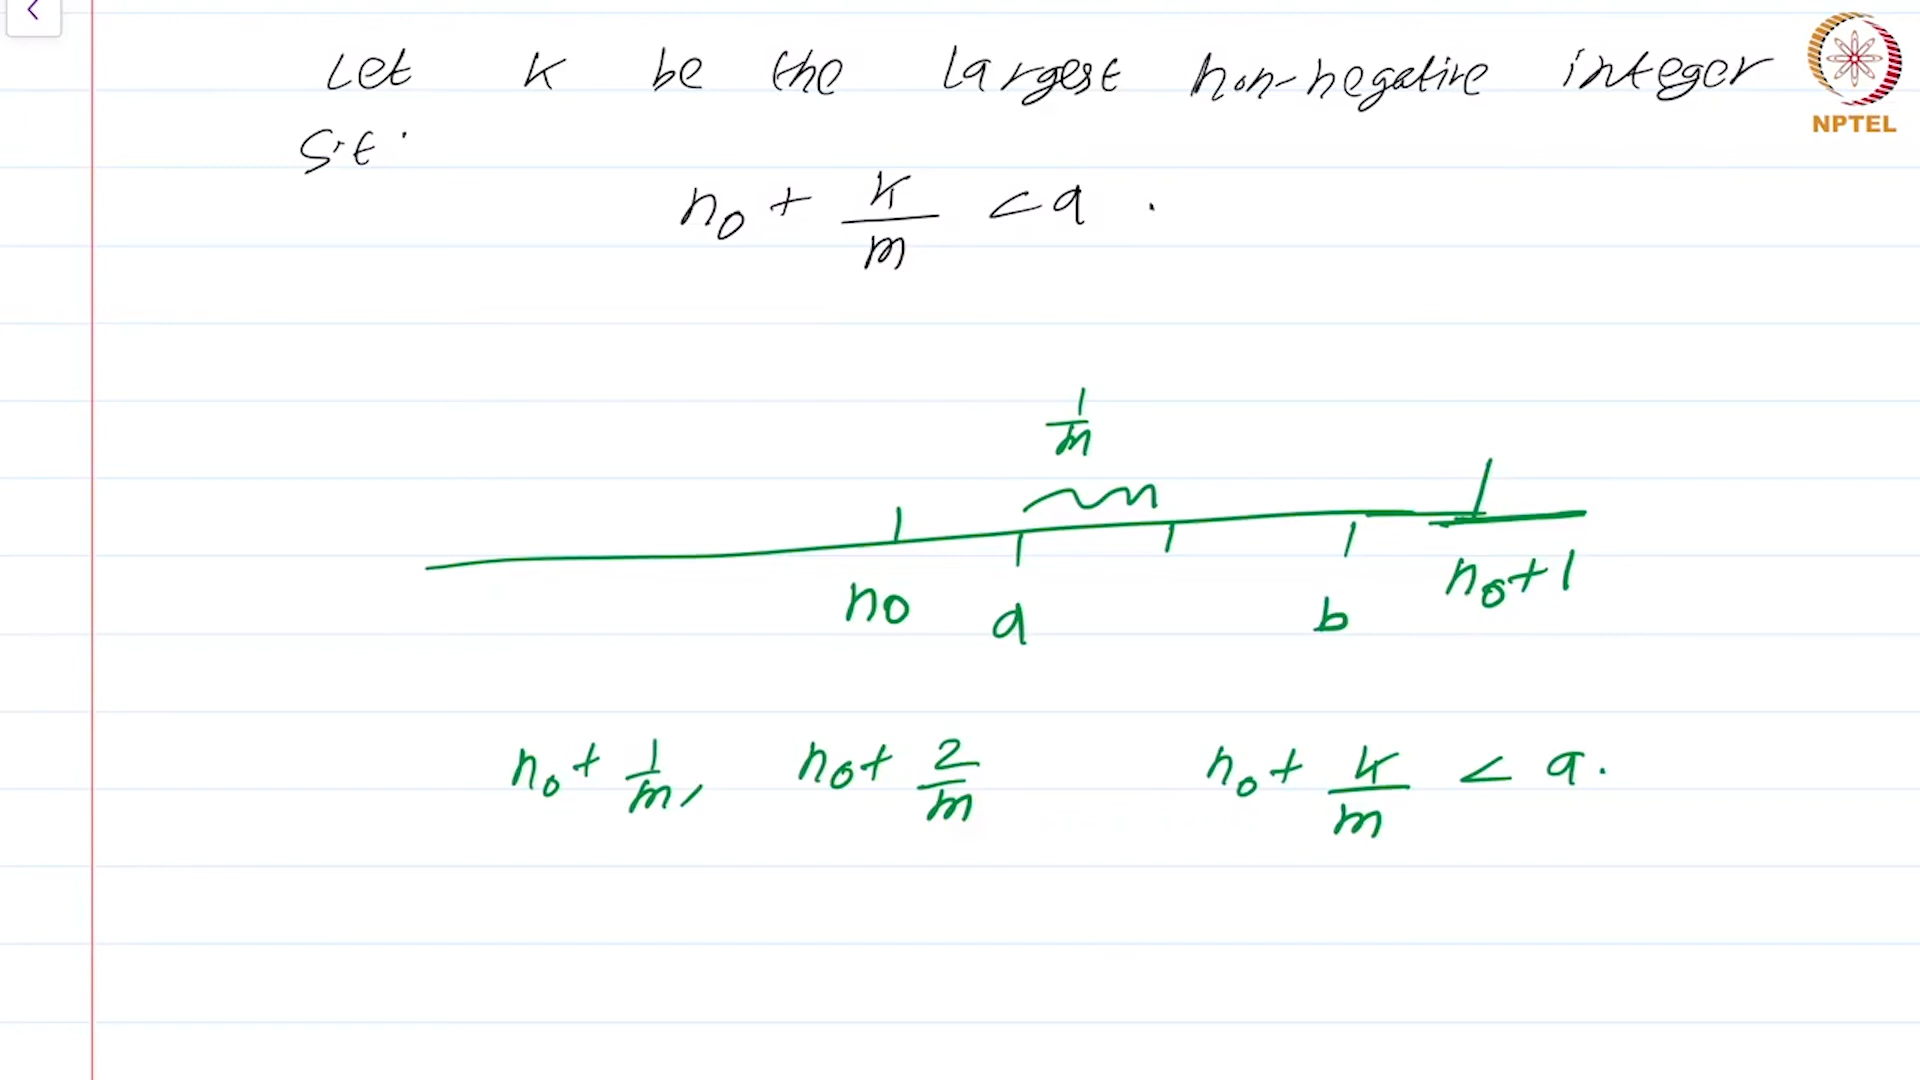 Let K be the largest non-negative integer
NPTEL
s.t.
n₀ + K/m < a .
1/m
n₀ a b n₀+1
n₀ + 1/m, n₀ + 2/m n₀ + K/m < a.